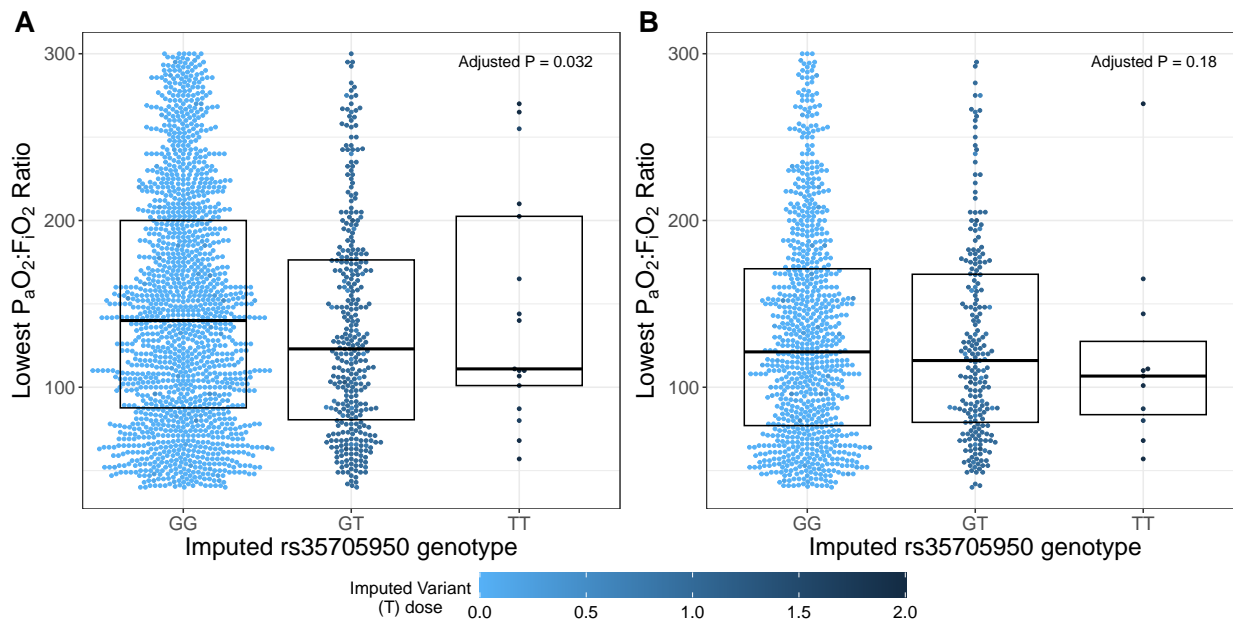 A
B
Adjusted P = 0.032
Adjusted P = 0.18
Lowest PaO2:FiO2 Ratio
300
200
100
GG
GT
TT
Imputed rs35705950 genotype
Lowest PaO2:FiO2 Ratio
300
200
100
GG
GT
TT
Imputed rs35705950 genotype
Imputed Variant
(T) dose
0.0 0.5 1.0 1.5 2.0